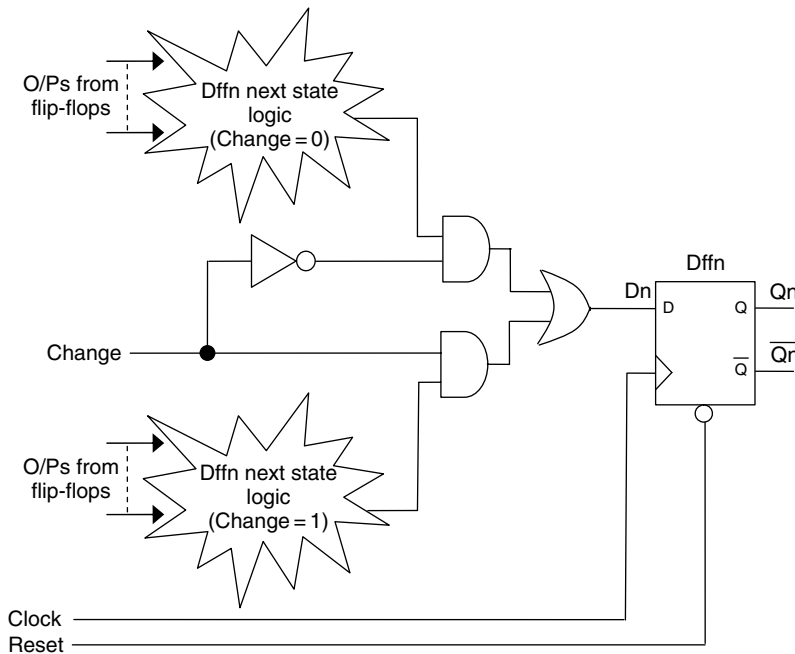 O/Ps from
flip-flops
Dffn next state
logic
(Change = 0)
Dffn
Dn
D
Q
Qn
Q̅
Q̅n̅
Change
O/Ps from
flip-flops
Dffn next state
logic
(Change = 1)
Clock
Reset